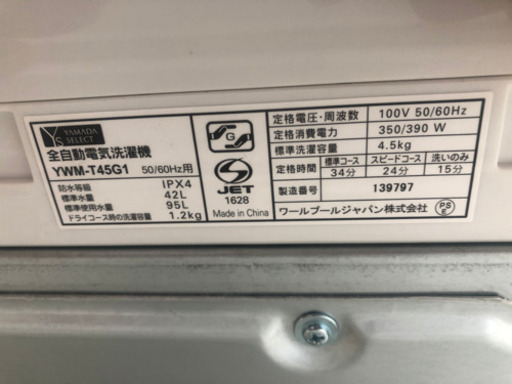 YS YAMADA SELECT
全自動電気洗濯機
YWM-T45G1 50/60Hz用
防水等級 IPX4
標準水量 42L
標準使用水量 95L
ドライコース時の洗濯容量 1.2kg
G
S
JET
1628
Made in China
定格電圧・周波数 100V 50/60Hz
定格消費電力 350/390 W
標準洗濯容量 4.5kg
定格時間 標準コース スピードコース 洗いのみ
34分 24分 15分
製造番号 139797
ワールプールジャパン株式会社 PSE